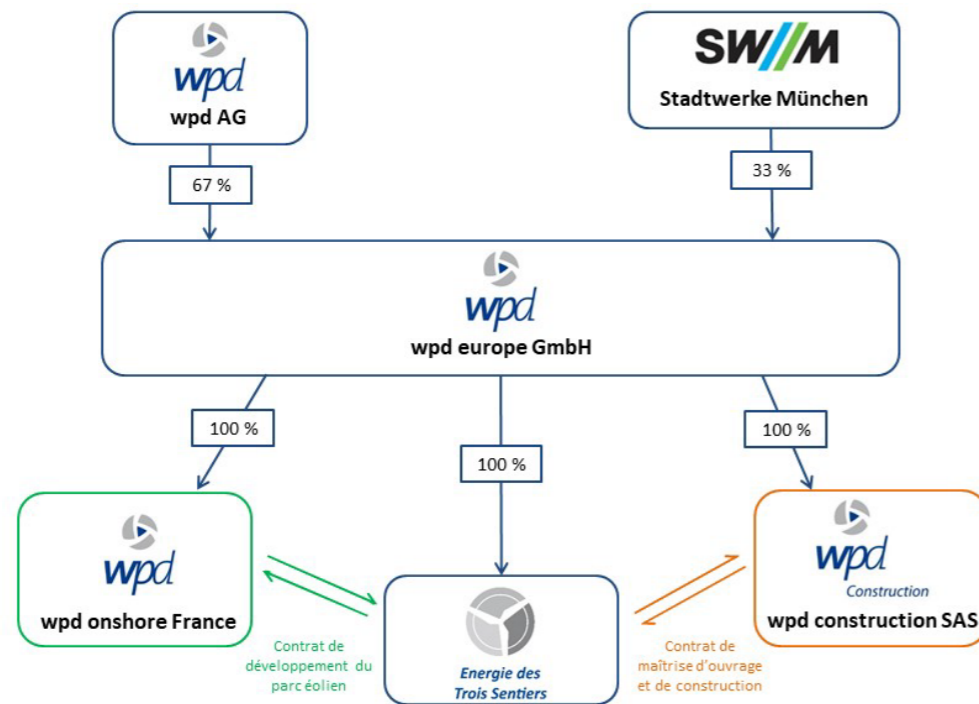 wpd
wpd AG
SW//M
Stadtwerke München
67 %
33 %
wpd
wpd europe GmbH
100 %
100 %
100 %
wpd
wpd onshore France
wpd
Construction
wpd construction SAS
Contrat de
développement du
parc éolien
Energie des
Trois Sentiers
Contrat de
maîtrise d'ouvrage
et de construction